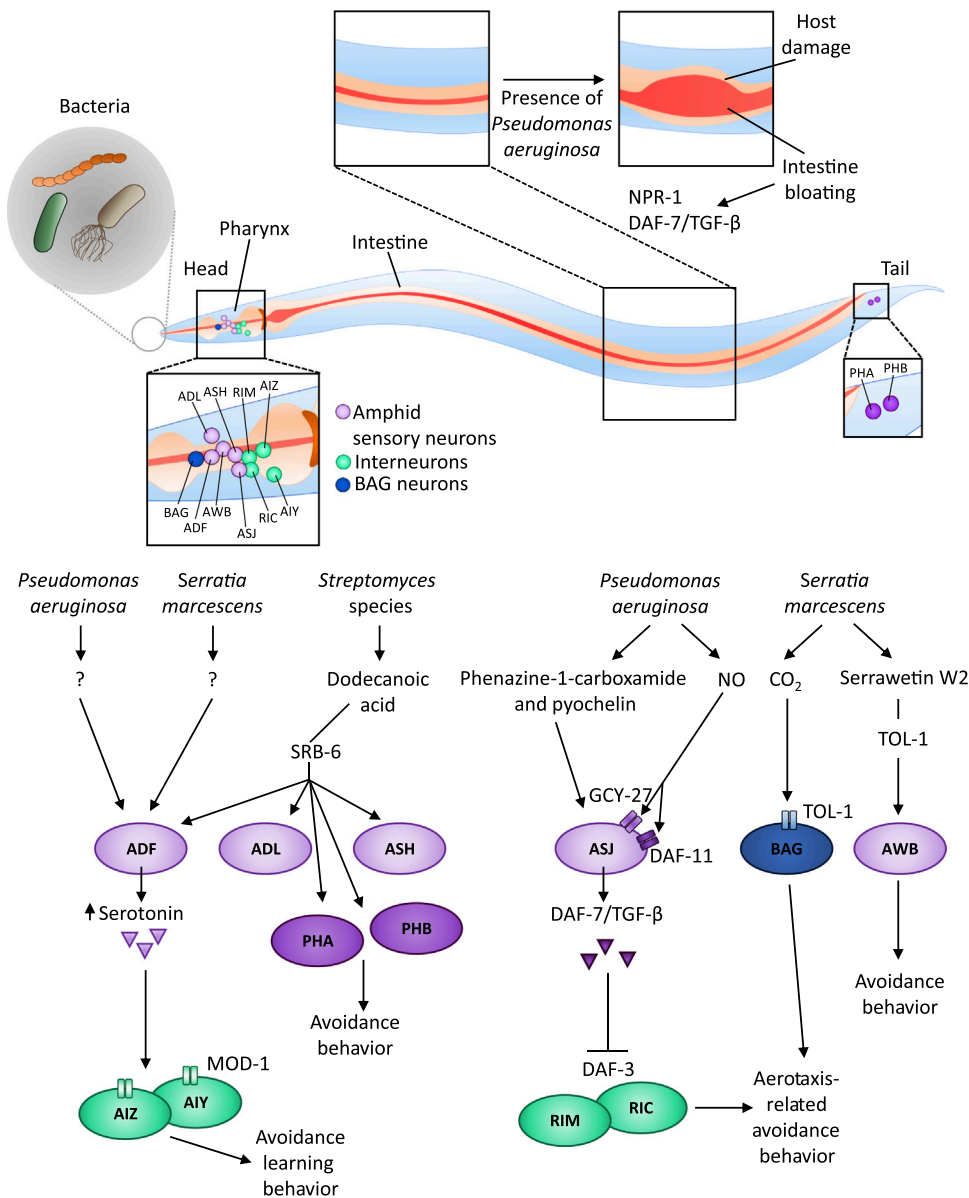 Host
damage
Presence of
Pseudomonas
aeruginosa
Intestine
bloating
NPR-1
DAF-7/TGF-β
Bacteria
Pharynx
Head
Intestine
Tail
PHA
PHB
ADL
ASH
RIM
AIZ
BAG
ADF
AWB
ASJ
RIC
AIY
Amphid
sensory neurons
Interneurons
BAG neurons
Pseudomonas
aeruginosa
?
Serratia
marcescens
?
Streptomyces
species
Dodecanoic
acid
SRB-6
ADF
ADL
ASH
Serotonin
PHA
PHB
Avoidance
behavior
MOD-1
AIZ
AIY
Avoidance
learning
behavior
Pseudomonas
aeruginosa
Phenazine-1-carboxamide
and pyochelin
NO
GCY-27
ASJ
DAF-11
DAF-7/TGF-β
DAF-3
RIM
RIC
Serratia
marcescens
CO2
Serrawetin W2
TOL-1
TOL-1
BAG
AWB
Avoidance
behavior
Aerotaxis-
related
avoidance
behavior